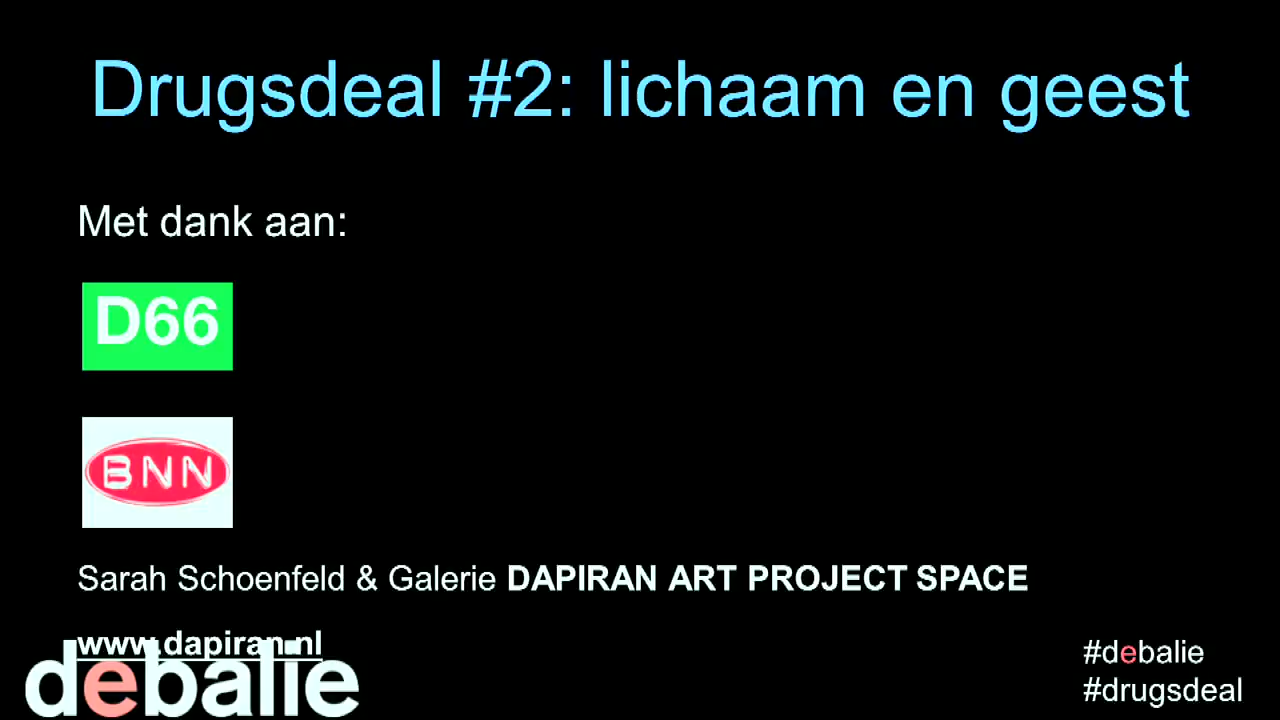 Drugsdeal #2: lichaam en geest
Met dank aan:
D66
BNN
Sarah Schoenfeld & Galerie DAPIRAN ART PROJECT SPACE
www.dapiran.nl
debalie
#debalie
#drugsdeal